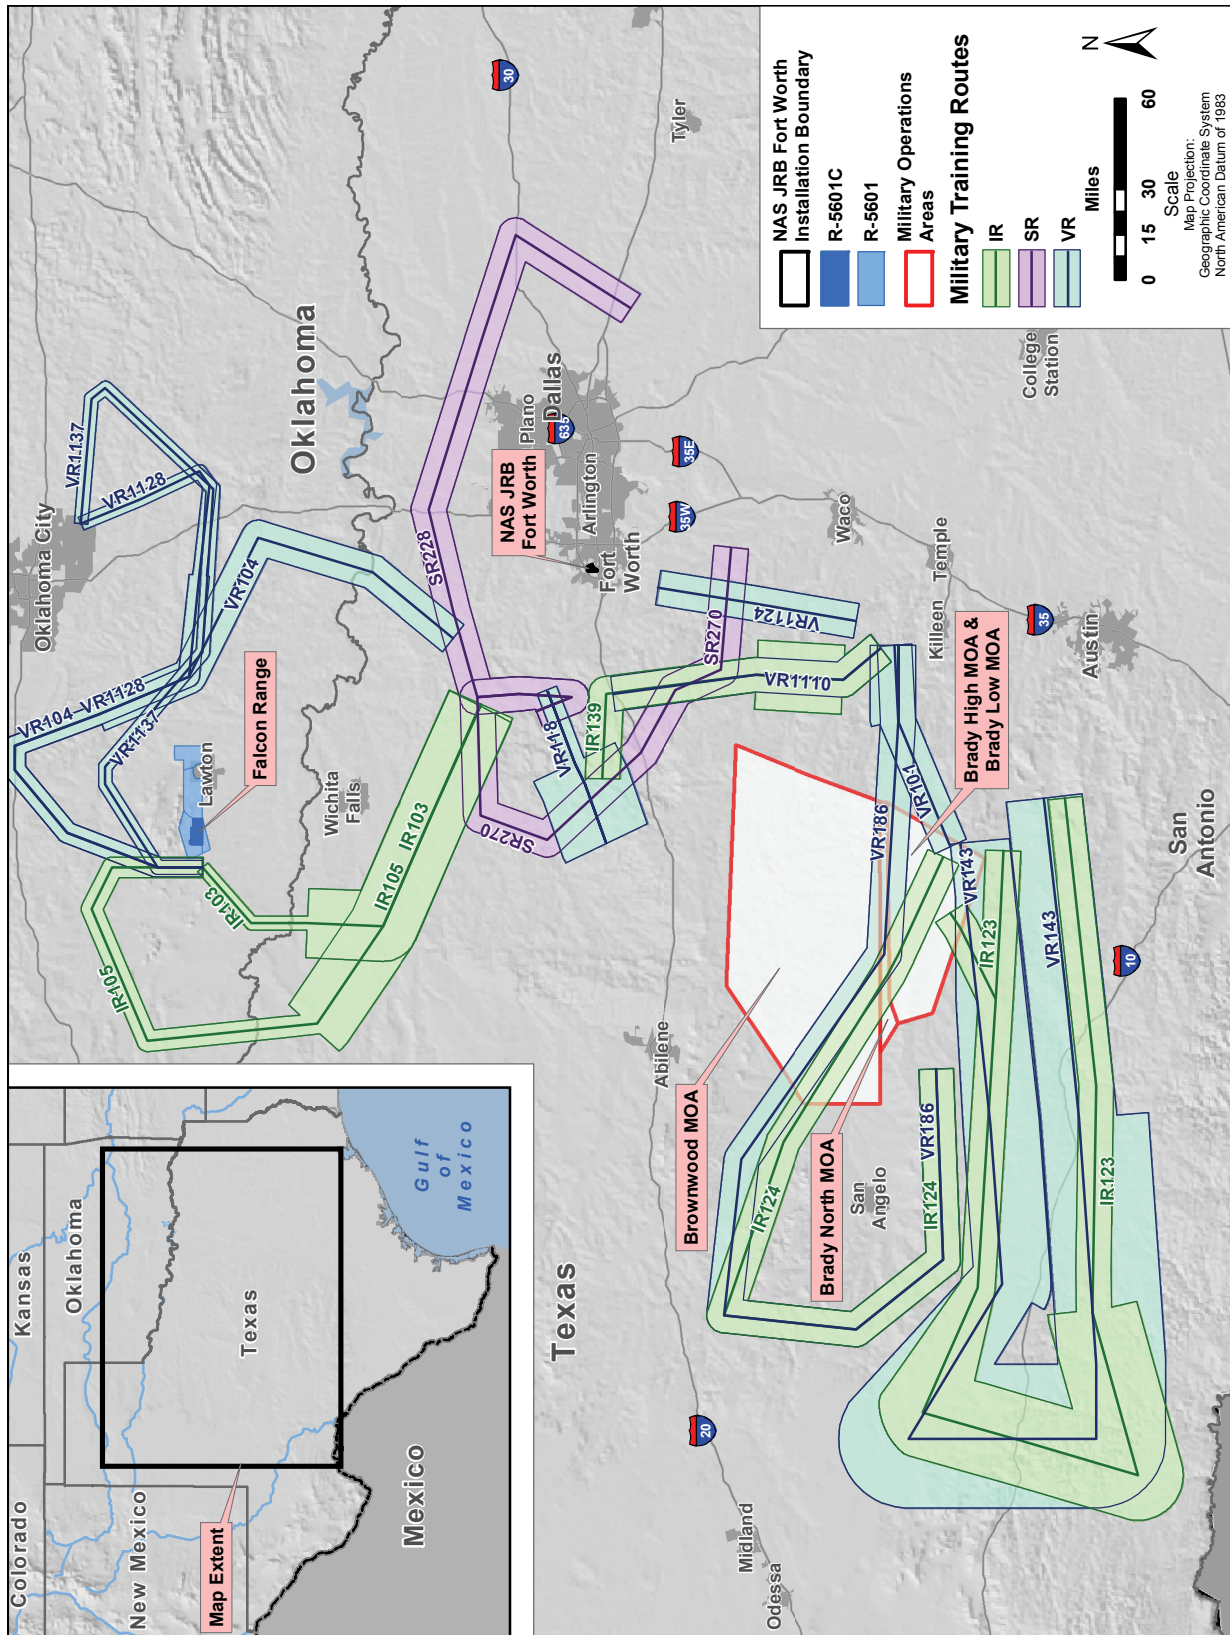 Colorado
Kansas
Oklahoma
New Mexico
Texas
Map Extent
Mexico
Gulf
of
Mexico
Oklahoma City
VR1137
VR1128
VR104
VR1128
VR1137
VR104
Oklahoma
Lawton
Falcon Range
IR105
IR103
Wichita
Falls
IR105
IR103
SR228
30
Plano
Dallas
635
NAS JRB
Fort Worth
Arlington
Fort
Worth
Tyler
SR270
VR118
IR139
35W
35E
SR270
VR1124
VR1110
Texas
20
Midland
Odessa
Abilene
Brownwood MOA
Brady North MOA
IR124
San
Angelo
IR124
VR186
VR186
VR101
VR143
Brady High MOA &
Brady Low MOA
Waco
Killeen
Temple
35
Austin
College
Station
IR123
VR143
IR123
10
San
Antonio
NAS JRB Fort Worth
Installation Boundary
R-5601C
R-5601
Military Operations
Areas
Military Training Routes
IR
SR
VR
Miles
0 15 30 60
Scale
Map Projection:
Geographic Coordinate System
North American Datum of 1983
N